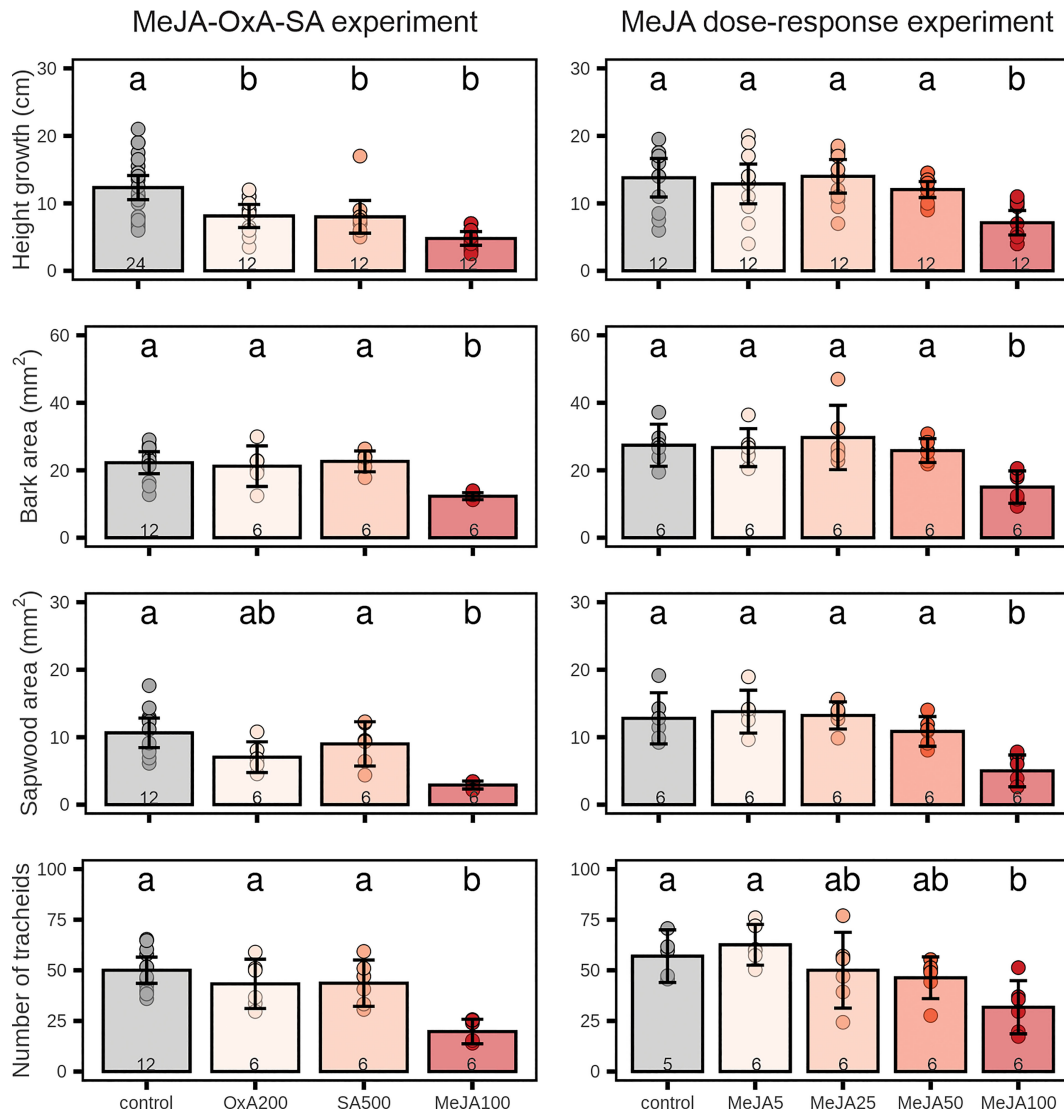 MeJA-OxA-SA experiment
MeJA dose-response experiment
Height growth (cm)
30
20
10
0
a b b b
24 12 12 12
30
20
10
0
a a a a b
12 12 12 12 12
Bark area (mm²)
60
40
20
0
a a a b
12 6 6 6
60
40
20
0
a a a a b
6 6 6 6 6
Sapwood area (mm²)
30
20
10
0
a ab a b
12 6 6 6
30
20
10
0
a a a a b
6 6 6 6 6
Number of tracheids
100
75
50
25
0
a a a b
12 6 6 6
control OxA200 SA500 MeJA100
100
75
50
25
0
a a ab ab b
5 6 6 6 6
control MeJA5 MeJA25 MeJA50 MeJA100